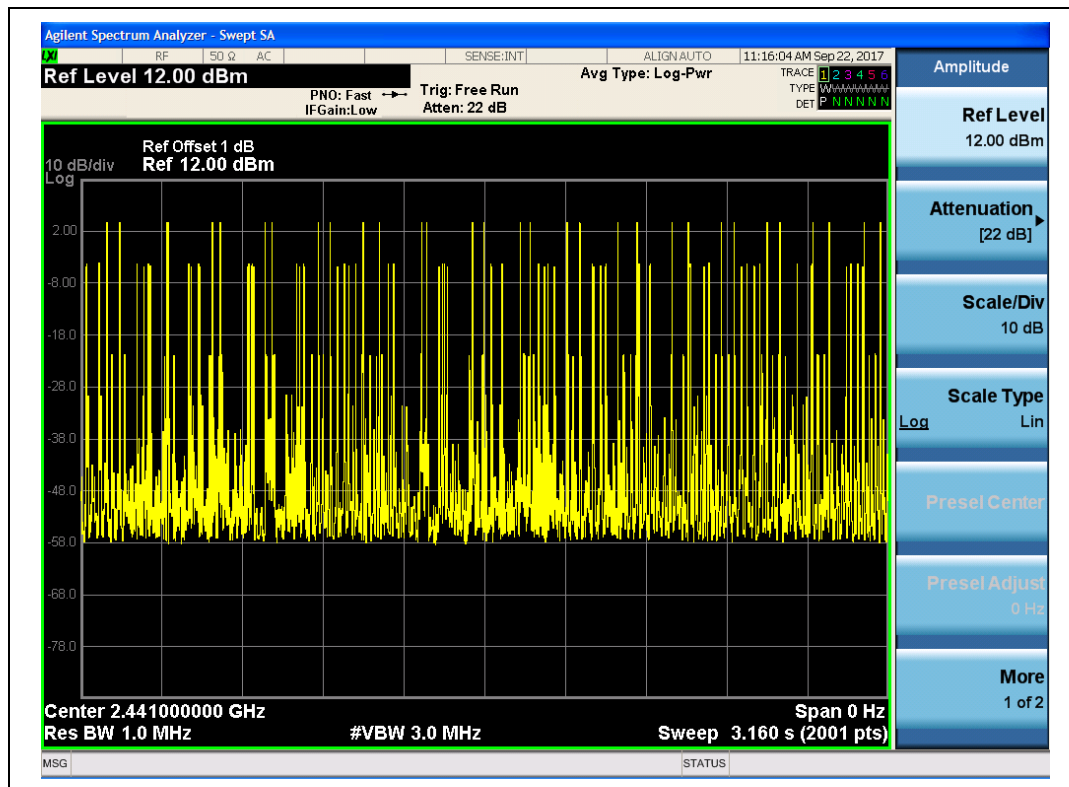 Agilent Spectrum Analyzer - Swept SA
LXI RF 50 Ω AC SENSE:INT ALIGN AUTO 11:16:04 AM Sep 22, 2017
Ref Level 12.00 dBm
PNO: Fast
IFGain:Low
Trig: Free Run
Atten: 22 dB
Avg Type: Log-Pwr
TRACE 1 2 3 4 5 6
TYPE
DET P N N N N N
Ref Offset 1 dB
10 dB/div Ref 12.00 dBm
Log
2.00
-8.00
-18.0
-28.0
-38.0
-48.0
-58.0
-68.0
-78.0
Center 2.441000000 GHz Span 0 Hz
Res BW 1.0 MHz #VBW 3.0 MHz Sweep 3.160 s (2001 pts)
MSG STATUS
Amplitude
Ref Level
12.00 dBm
Attenuation
[22 dB]
Scale/Div
10 dB
Scale Type
Log Lin
Presel Center
Presel Adjust
0 Hz
More
1 of 2